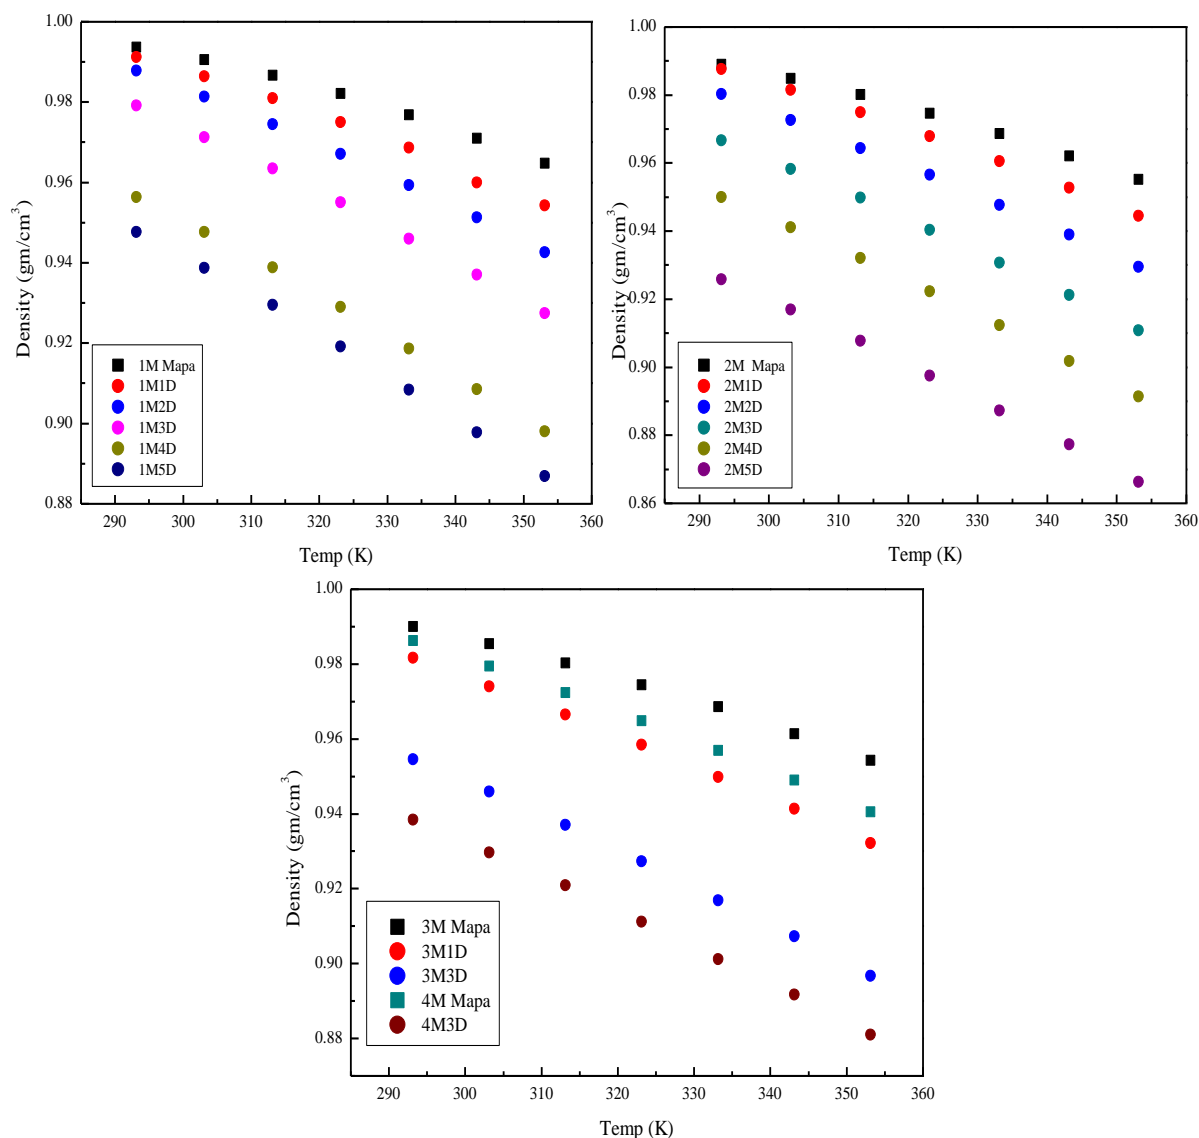 1.00
0.98
0.96
0.94
0.92
0.90
0.88
Density (gm/cm³)
1M Mapa
1M1D
1M2D
1M3D
1M4D
1M5D
290 300 310 320 330 340 350 360
Temp (K)
1.00
0.98
0.96
0.94
0.92
0.90
0.88
0.86
Density (gm/cm³)
2M Mapa
2M1D
2M2D
2M3D
2M4D
2M5D
290 300 310 320 330 340 350 360
Temp (K)
1.00
0.98
0.96
0.94
0.92
0.90
0.88
Density (gm/cm³)
3M Mapa
3M1D
3M3D
4M Mapa
4M3D
290 300 310 320 330 340 350 360
Temp (K)